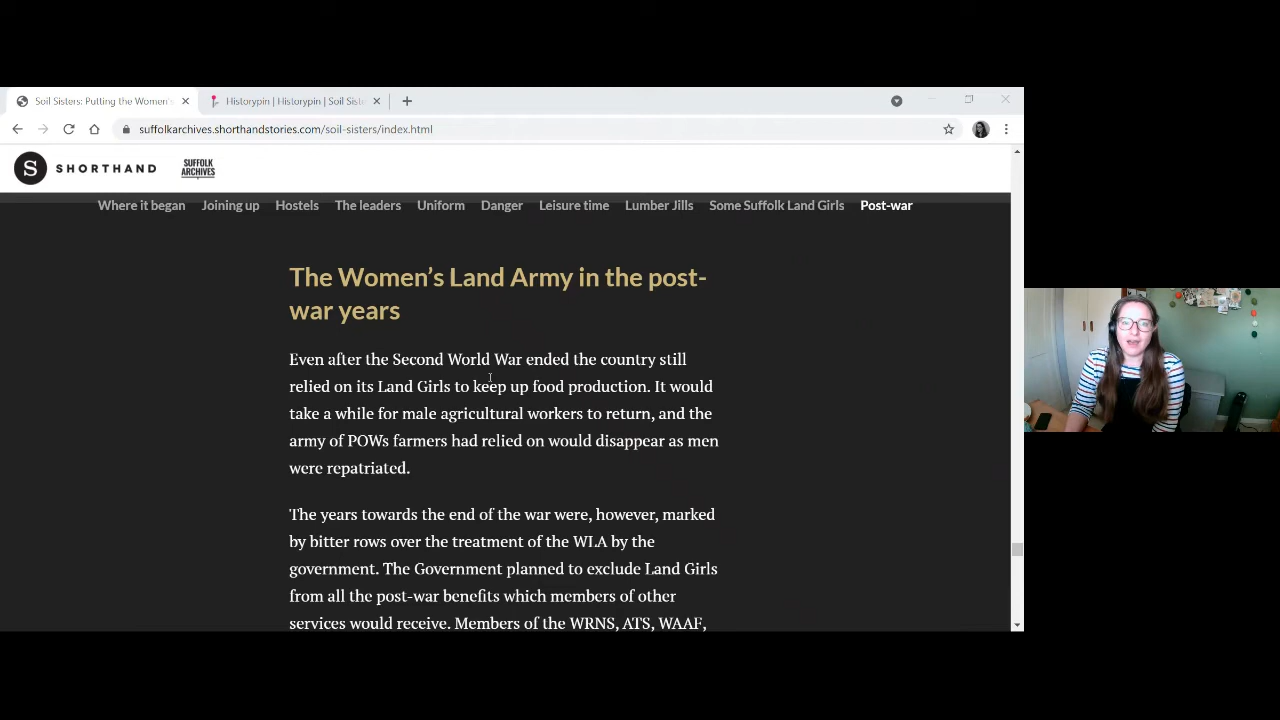 Soil Sisters: Putting the Women's
Historypin | Historypin | Soil Siste
suffolkarchives.shorthandstories.com/soil-sisters/index.html
S SHORTHAND
SUFFOLK
ARCHIVES
Where it began Joining up Hostels The leaders Uniform Danger Leisure time Lumber Jills Some Suffolk Land Girls Post-war
The Women’s Land Army in the post-
war years
Even after the Second World War ended the country still
relied on its Land Girls to keep up food production. It would
take a while for male agricultural workers to return, and the
army of POWs farmers had relied on would disappear as men
were repatriated.
The years towards the end of the war were, however, marked
by bitter rows over the treatment of the WLA by the
government. The Government planned to exclude Land Girls
from all the post-war benefits which members of other
services would receive. Members of the WRNS, ATS, WAAF,